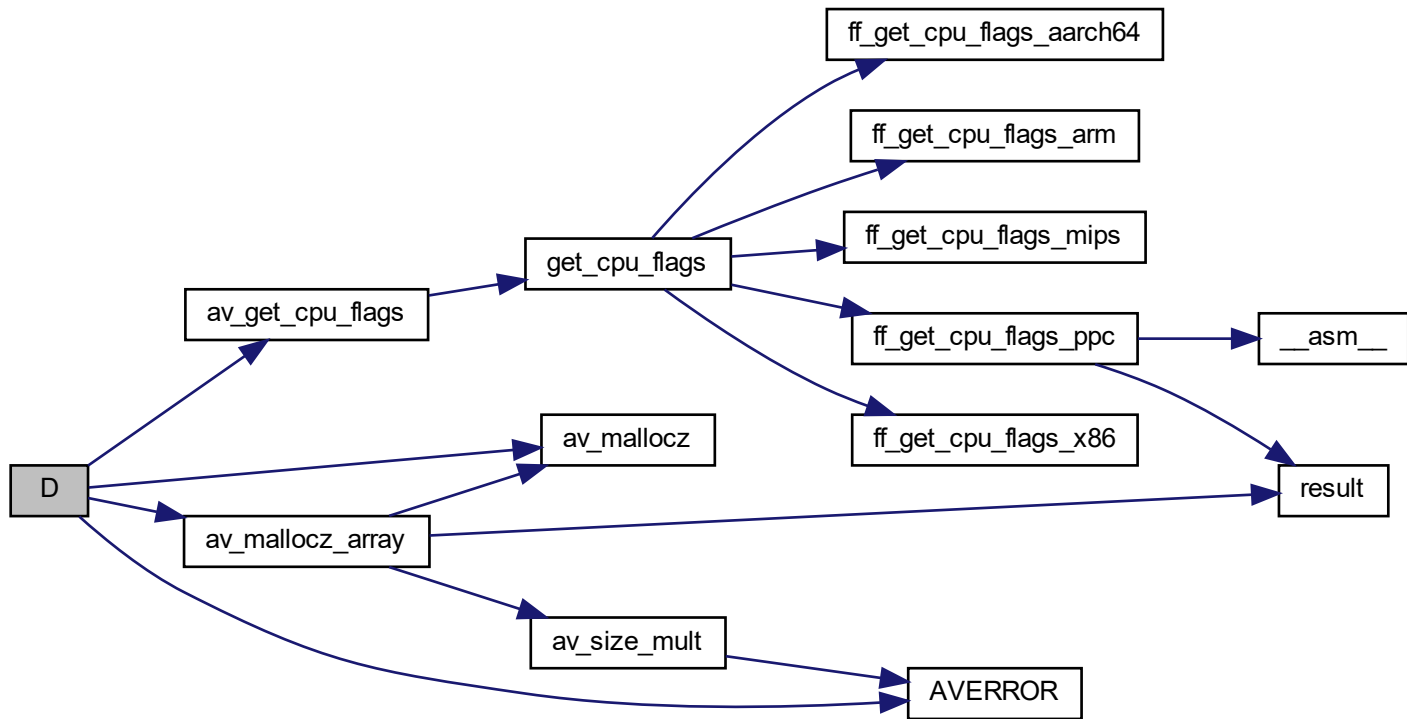 ff_get_cpu_flags_aarch64
ff_get_cpu_flags_arm
ff_get_cpu_flags_mips
get_cpu_flags
av_get_cpu_flags
ff_get_cpu_flags_ppc
__asm__
av_mallocz
ff_get_cpu_flags_x86
D
result
av_mallocz_array
av_size_mult
AVERROR